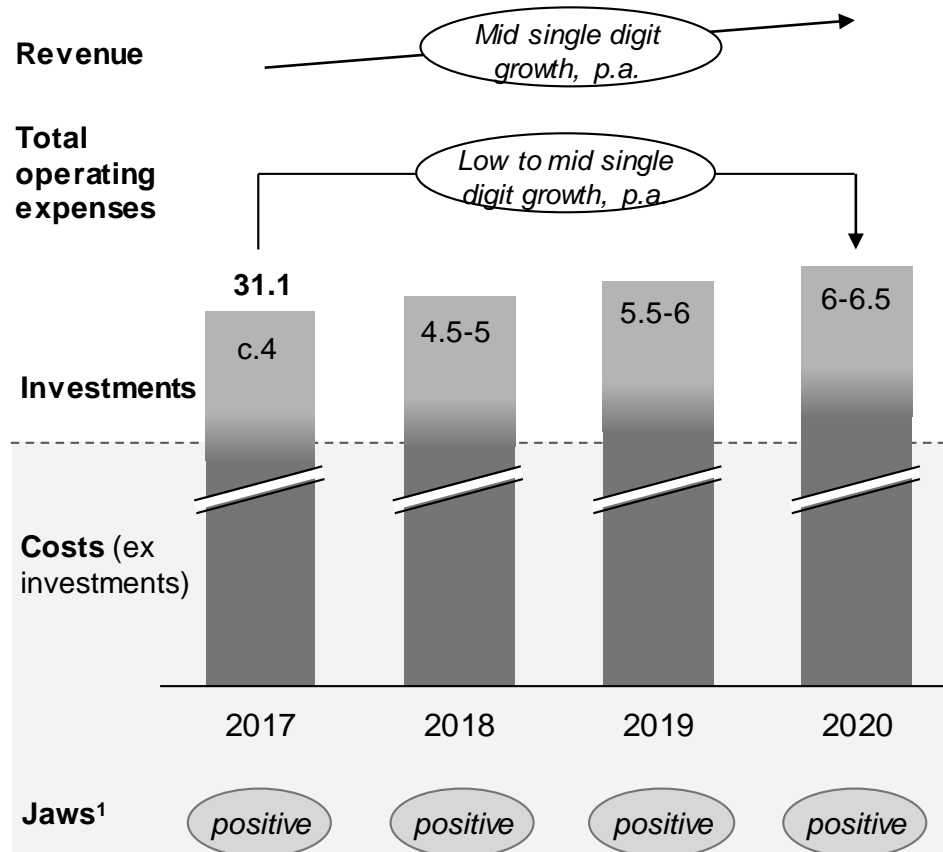 Revenue
Mid single digit
growth, p.a.
Total
operating
expenses
Low to mid single
digit growth, p.a.
31.1
c.4
4.5-5
5.5-6
6-6.5
Investments
Costs (ex
investments)
2017 2018 2019 2020
Jaws¹ positive positive positive positive